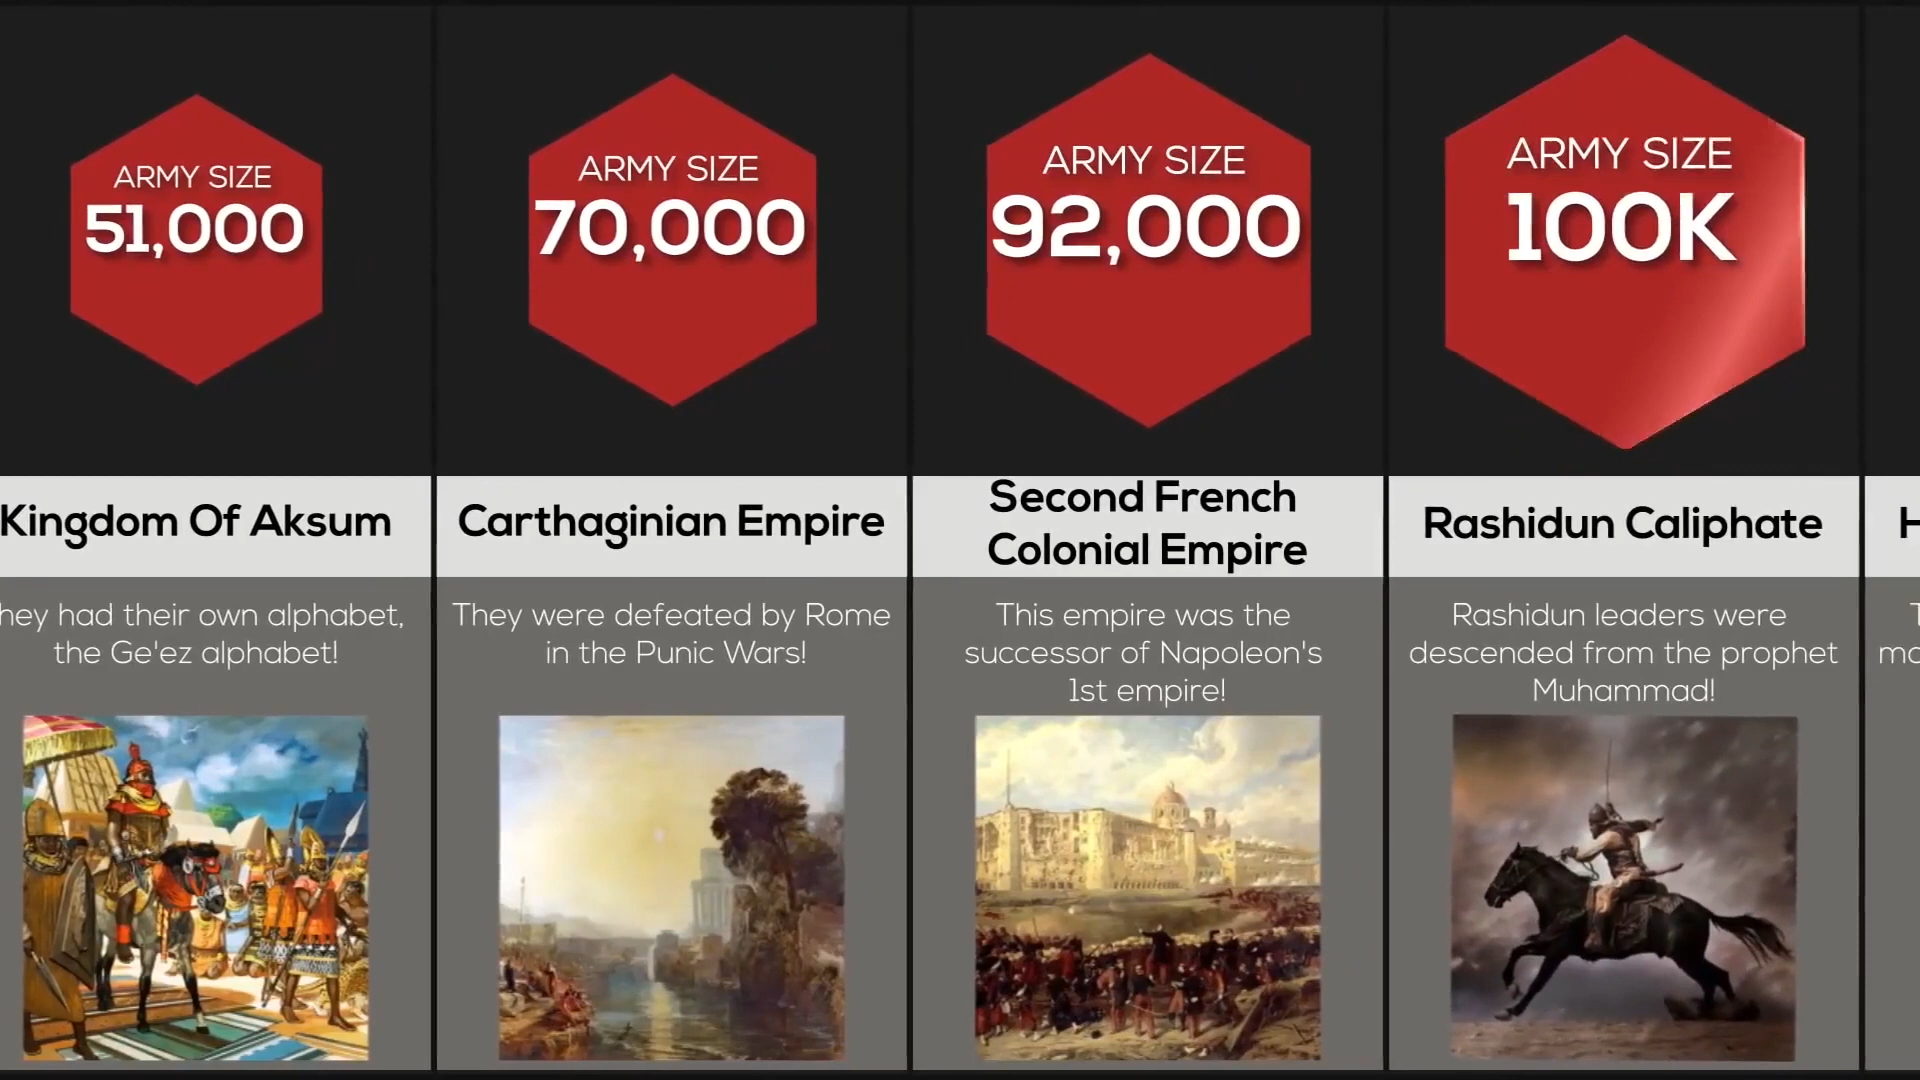 ARMY SIZE
51,000
Kingdom Of Aksum
hey had their own alphabet,
the Ge'ez alphabet!
ARMY SIZE
70,000
Carthaginian Empire
They were defeated by Rome
in the Punic Wars!
ARMY SIZE
92,000
Second French
Colonial Empire
This empire was the
successor of Napoleon's
1st empire!
ARMY SIZE
100K
Rashidun Caliphate
Rashidun leaders were
descended from the prophet
Muhammad!
H
T
mo